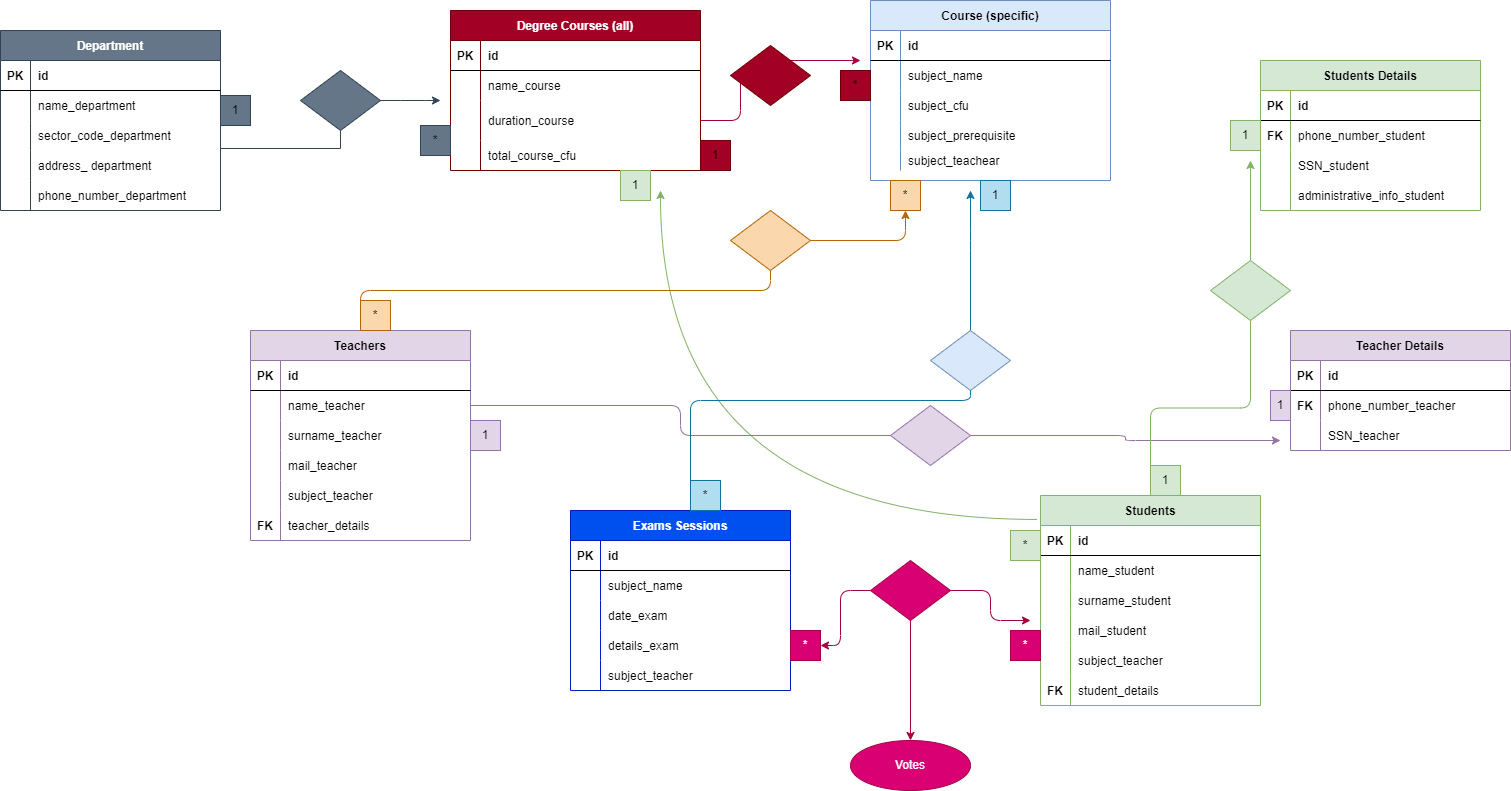 Department
PK id
name_department
sector_code_department
address_ department
phone_number_department
1
*
Degree Courses (all)
PK id
name_course
duration_course
total_course_cfu
1
1
*
Course (specific)
PK id
subject_name
subject_cfu
subject_prerequisite
subject_teachear
*
1
Students Details
PK id
1
FK phone_number_student
SSN_student
administrative_info_student
*
Teachers
PK id
name_teacher
surname_teacher
mail_teacher
subject_teacher
FK teacher_details
1
Teacher Details
PK id
1
FK phone_number_teacher
SSN_teacher
*
Exams Sessions
PK id
subject_name
date_exam
details_exam
subject_teacher
*
1
Students
*
PK id
name_student
surname_student
mail_student
subject_teacher
FK student_details
*
Votes